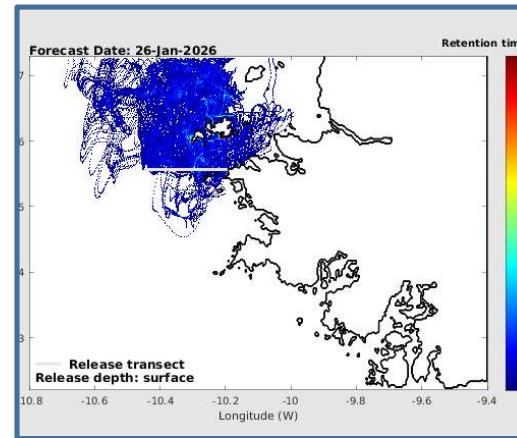 Forecast Date: 26-Jan-2026
Retention tim
7
6
5
4
3
Release transect
Release depth: surface
10.8 -10.6 -10.4 -10.2 -10 -9.8 -9.6 -9.4
Longitude (W)